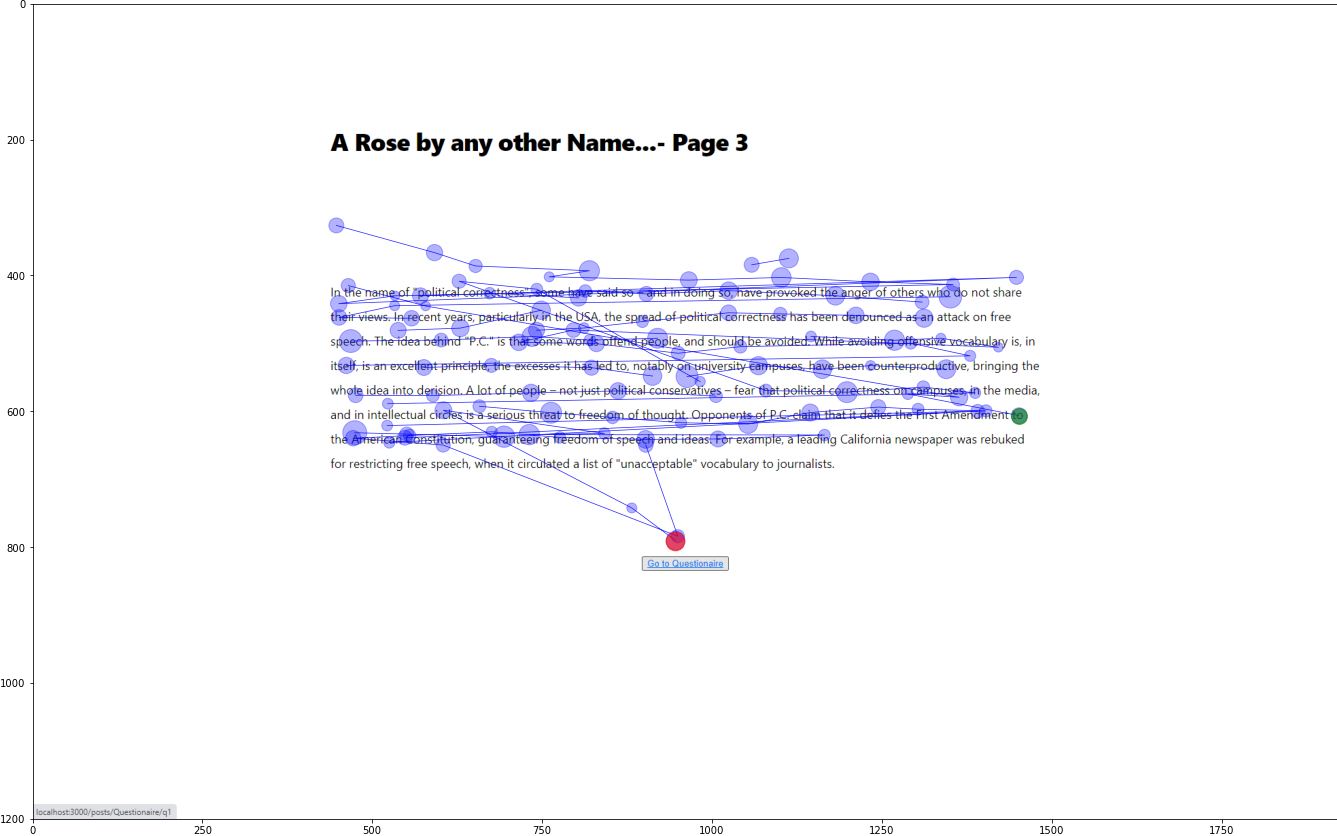 0
200
A Rose by any other Name...- Page 3
400
In the name of "political correctness", some have said so – and in doing so, have provoked the anger of others who do not share
their views. In recent years, particularly in the USA, the spread of political correctness has been denounced as an attack on free
speech. The idea behind "P.C." is that some words offend people, and should be avoided. While avoiding offensive vocabulary is, in
itself, is an excellent principle, the excesses it has led to, notably on university campuses, have been counterproductive, bringing the
whole idea into derision. A lot of people – not just political conservatives – fear that political correctness on campuses, in the media,
600
and in intellectual circles is a serious threat to freedom of thought. Opponents of P.C. claim that it defies the First Amendment to
the American Constitution, guaranteeing freedom of speech and ideas. For example, a leading California newspaper was rebuked
for restricting free speech, when it circulated a list of "unacceptable" vocabulary to journalists.
800
Go to Questionaire
1000
localhost:3000/posts/Questionaire/q1
1200
0 250 500 750 1000 1250 1500 1750